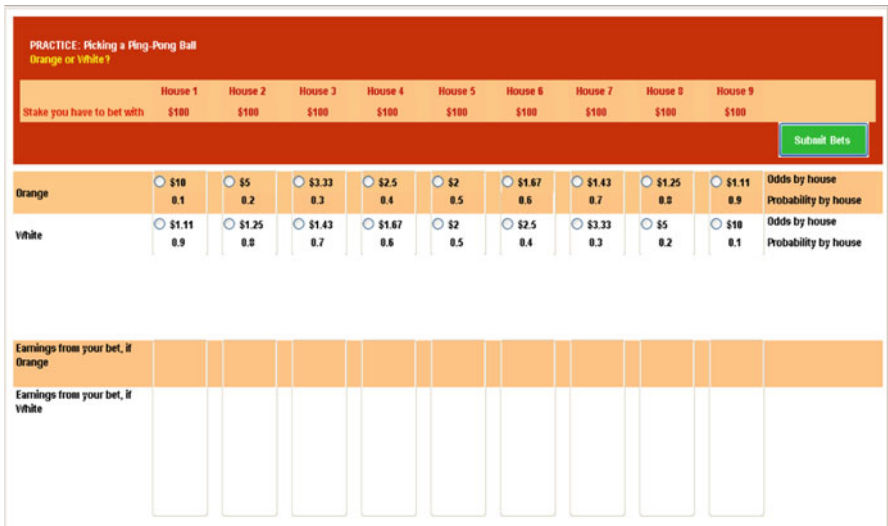 PRACTICE: Picking a Ping-Pong Ball
Orange or White?
House 1 House 2 House 3 House 4 House 5 House 6 House 7 House 8 House 9
Stake you have to bet with $100 $100 $100 $100 $100 $100 $100 $100 $100
Submit Bets
$10 $5 $3.33 $2.5 $2 $1.67 $1.43 $1.25 $1.11 Odds by house
Orange
0.1 0.2 0.3 0.4 0.5 0.6 0.7 0.8 0.9 Probability by house
$1.11 $1.25 $1.43 $1.67 $2 $2.5 $3.33 $5 $10 Odds by house
White
0.9 0.8 0.7 0.6 0.5 0.4 0.3 0.2 0.1 Probability by house
Earnings from your bet, if
Orange
Earnings from your bet, if
White